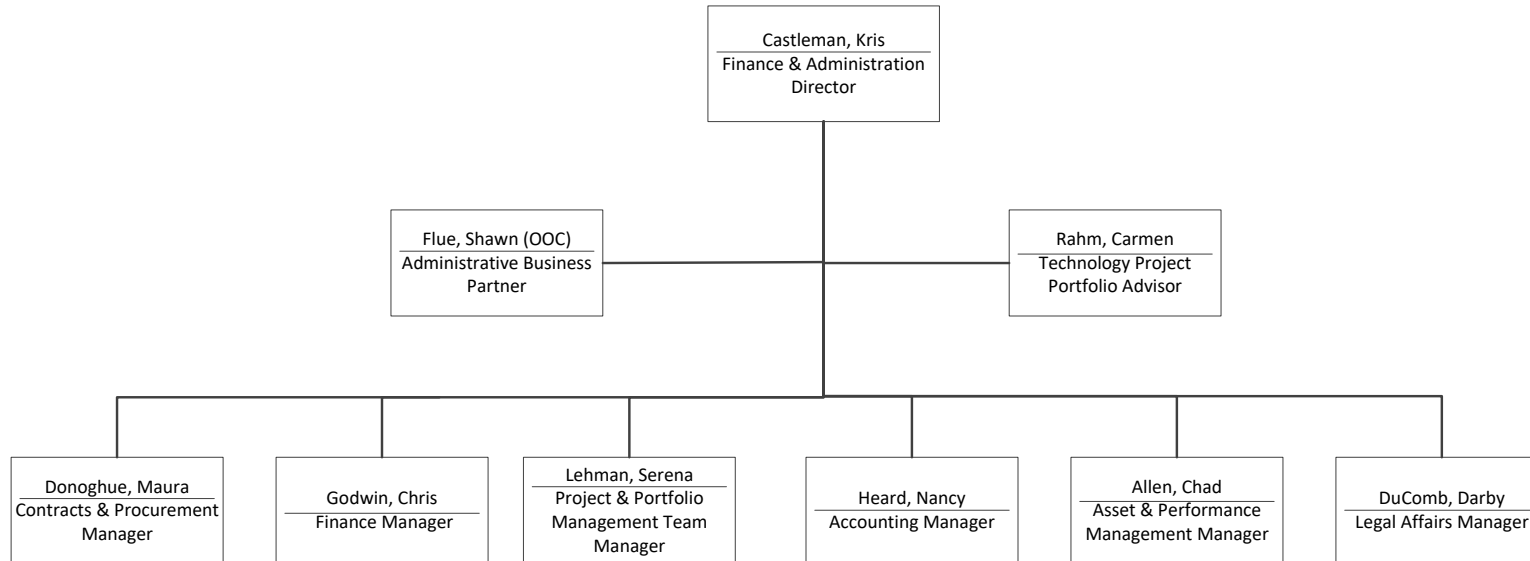 Castleman, Kris
Finance & Administration
Director
Flue, Shawn (OOC)
Administrative Business
Partner
Rahm, Carmen
Technology Project
Portfolio Advisor
Donoghue, Maura
Contracts & Procurement
Manager
Godwin, Chris
Finance Manager
Lehman, Serena
Project & Portfolio
Management Team
Manager
Heard, Nancy
Accounting Manager
Allen, Chad
Asset & Performance
Management Manager
DuComb, Darby
Legal Affairs Manager